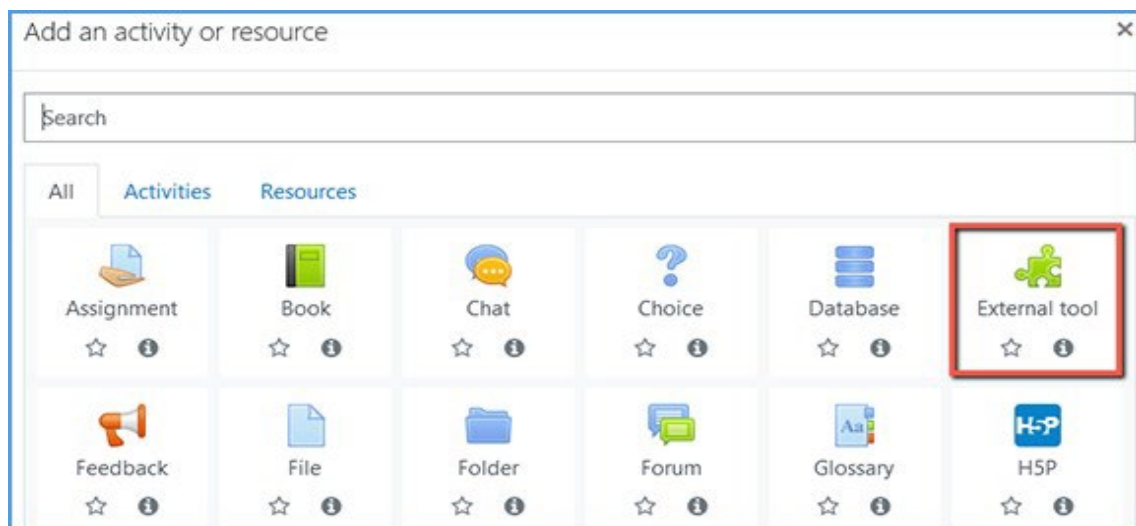 Add an activity or resource
Search
All Activities Resources
Assignment Book Chat Choice Database External tool
Feedback File Folder Forum Aa Glossary H5P H5P